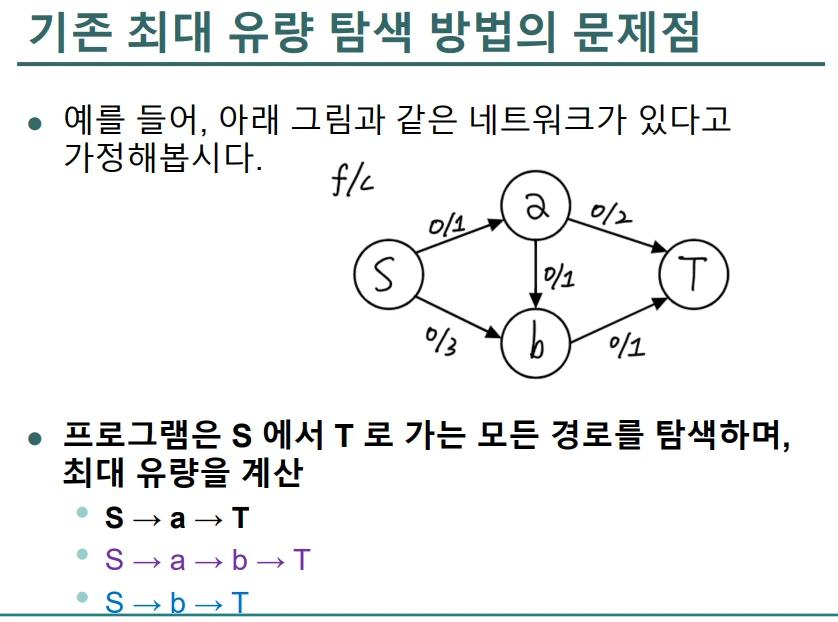 기존 최대 유량 탐색 방법의 문제점
● 예를 들어, 아래 그림과 같은 네트워크가 있다고
가정해봅시다.
f/c
a
0/1
0/2
S
0/1
T
0/3
b
0/1
● 프로그램은 S 에서 T 로 가는 모든 경로를 탐색하며,
최대 유량을 계산
● S → a → T
● S → a → b → T
● S → b → T